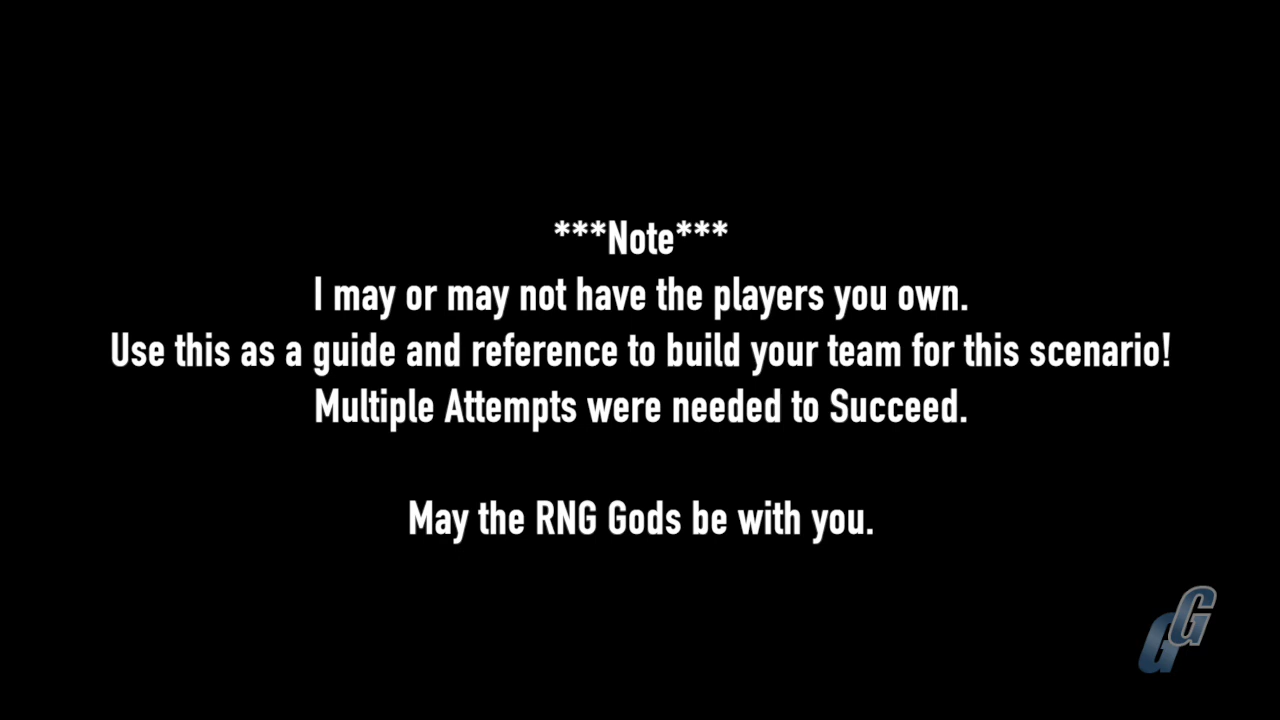 ***Note***
I may or may not have the players you own.
Use this as a guide and reference to build your team for this scenario!
Multiple Attempts were needed to Succeed.
May the RNG Gods be with you.
GG